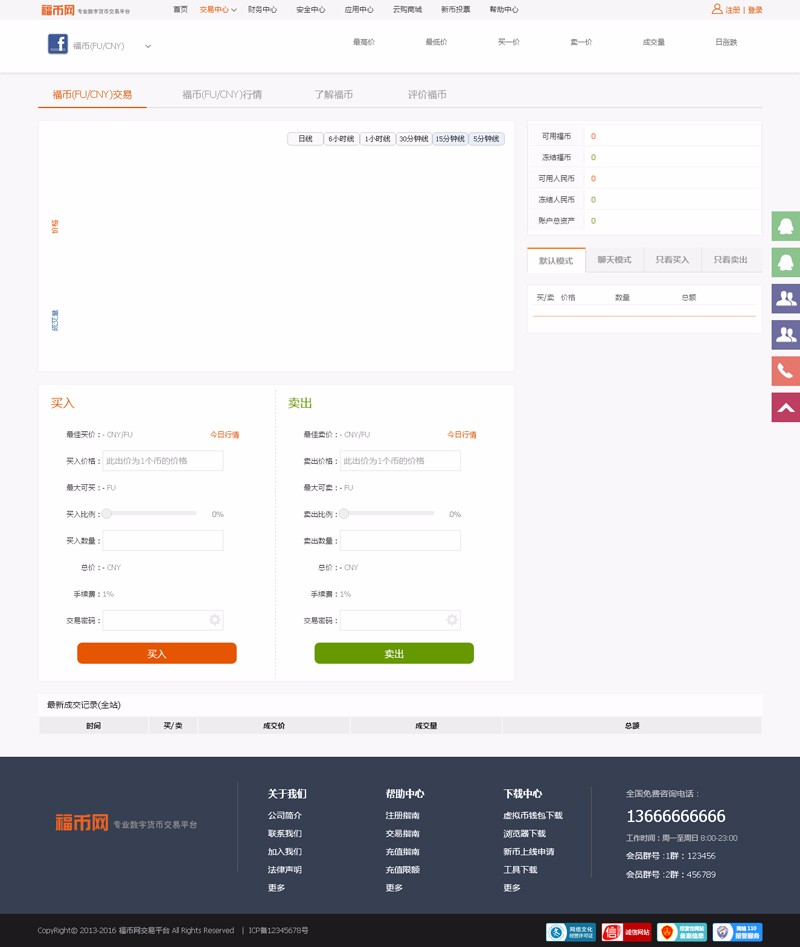 福币网 专业数字货币交易平台 首页 交易中心 财务中心 安全中心 应用中心 云购商城 新币投票 帮助中心 注册 | 登录
福币(FU/CNY) 最高价 最低价 买一价 卖一价 成交量 日涨跌
福币(FU/CNY)交易 福币(FU/CNY)行情 了解福币 评价福币
日线 6小时线 1小时线 30分钟线 15分钟线 5分钟线
价格
成交量
可用福币 0
冻结福币 0
可用人民币 0
冻结人民币 0
账户总资产 0
默认模式 聊天模式 只看买入 只看卖出
买/卖 价格 数量 总额
买入
最佳买价：- CNY/FU 今日行情
买入价格： 此出价为1个币的价格
最大可买：- FU
买入比例： 0%
买入数量：
总价：- CNY
手续费：1%
交易密码：
买入
卖出
最佳卖价：- CNY/FU 今日行情
卖出价格： 此出价为1个币的价格
最大可卖：- FU
卖出比例： 0%
卖出数量：
总价：- CNY
手续费：1%
交易密码：
卖出
最新成交记录(全站)
时间 买/卖 成交价 成交量 总额
福币网 专业数字货币交易平台
关于我们
公司简介
联系我们
加入我们
法律声明
更多
帮助中心
注册指南
交易指南
充值指南
充值限额
更多
下载中心
虚拟币钱包下载
浏览器下载
新币上线申请
工具下载
更多
全国免费咨询电话：
13666666666
工作时间：周一至周日 8:00-23:00
会员群号 :1群：123456
会员群号 :2群：456789
CopyRight© 2013-2016 福币网交易平台 All Rights Reserved | ICP备12345678号
网络文化
经营许可证
诚信网站
网络110
报警服务